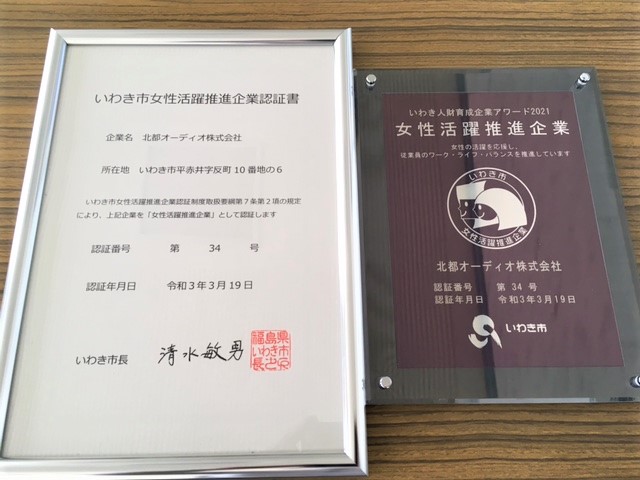 いわき市女性活躍推進企業認証書
企業名 北都オーディオ株式会社
所在地 いわき市平赤井字反町10番地の6
いわき市女性活躍推進企業認証制度取扱要綱第7条第2項の規定
により、上記企業を「女性活躍推進企業」として認証します
認証番号 第 34 号
認証年月日 令和3年3月19日
いわき市長 清水敏男
いわき人財育成企業アワード2021
女性活躍推進企業
女性の活躍を応援し、
従業員のワーク・ライフ・バランスを推進しています
いわき市
女性活躍推進企業
北都オーディオ株式会社
認証番号 第 34 号
認証年月日 令和3年3月19日
いわき市